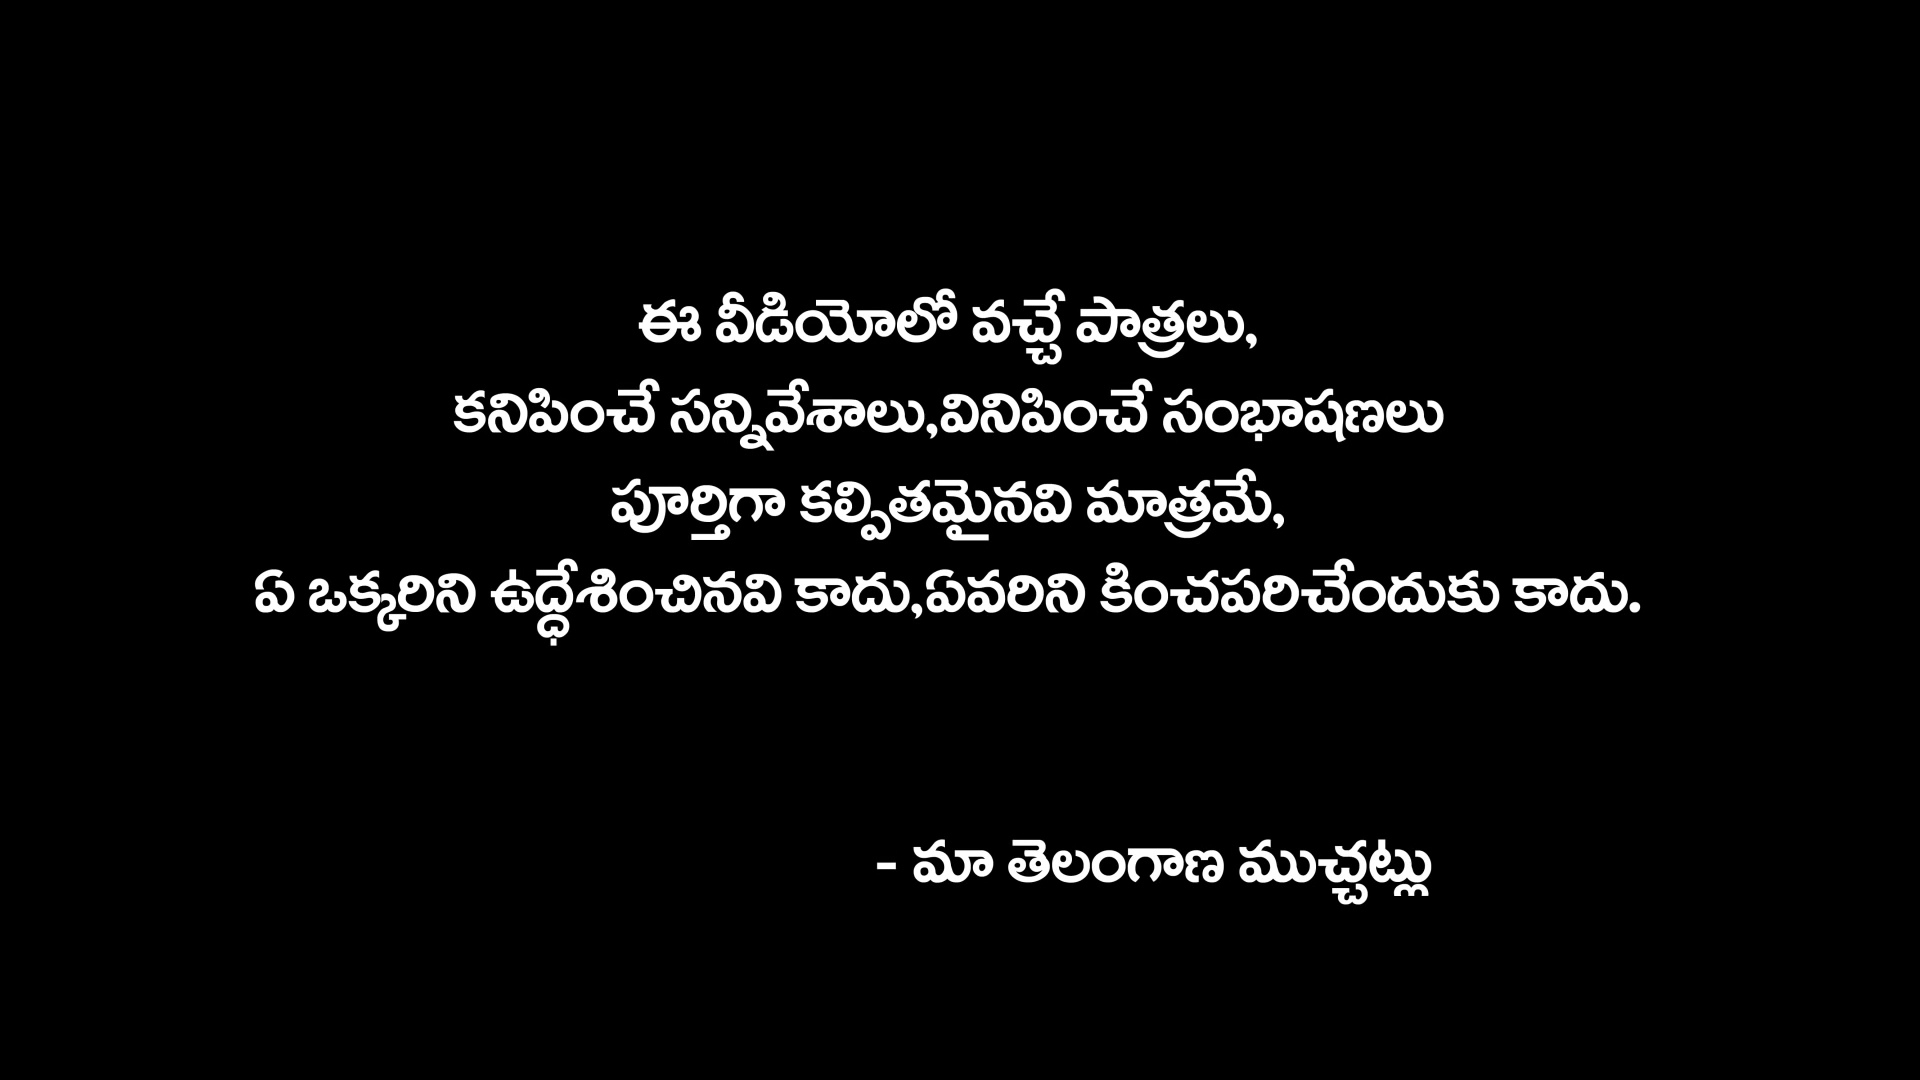 ఈ వీడియోలో వచ్చే పాత్రలు,
కనిపించే సన్నివేశాలు,వినిపించే సంభాషణలు
పూర్తిగా కల్పితమైనవి మాత్రమే,
ఏ ఒక్కరిని ఉద్ధేశించినవి కాదు,ఏవరిని కించపరిచేందుకు కాదు.
- మా తెలంగాణ ముచ్చట్లు